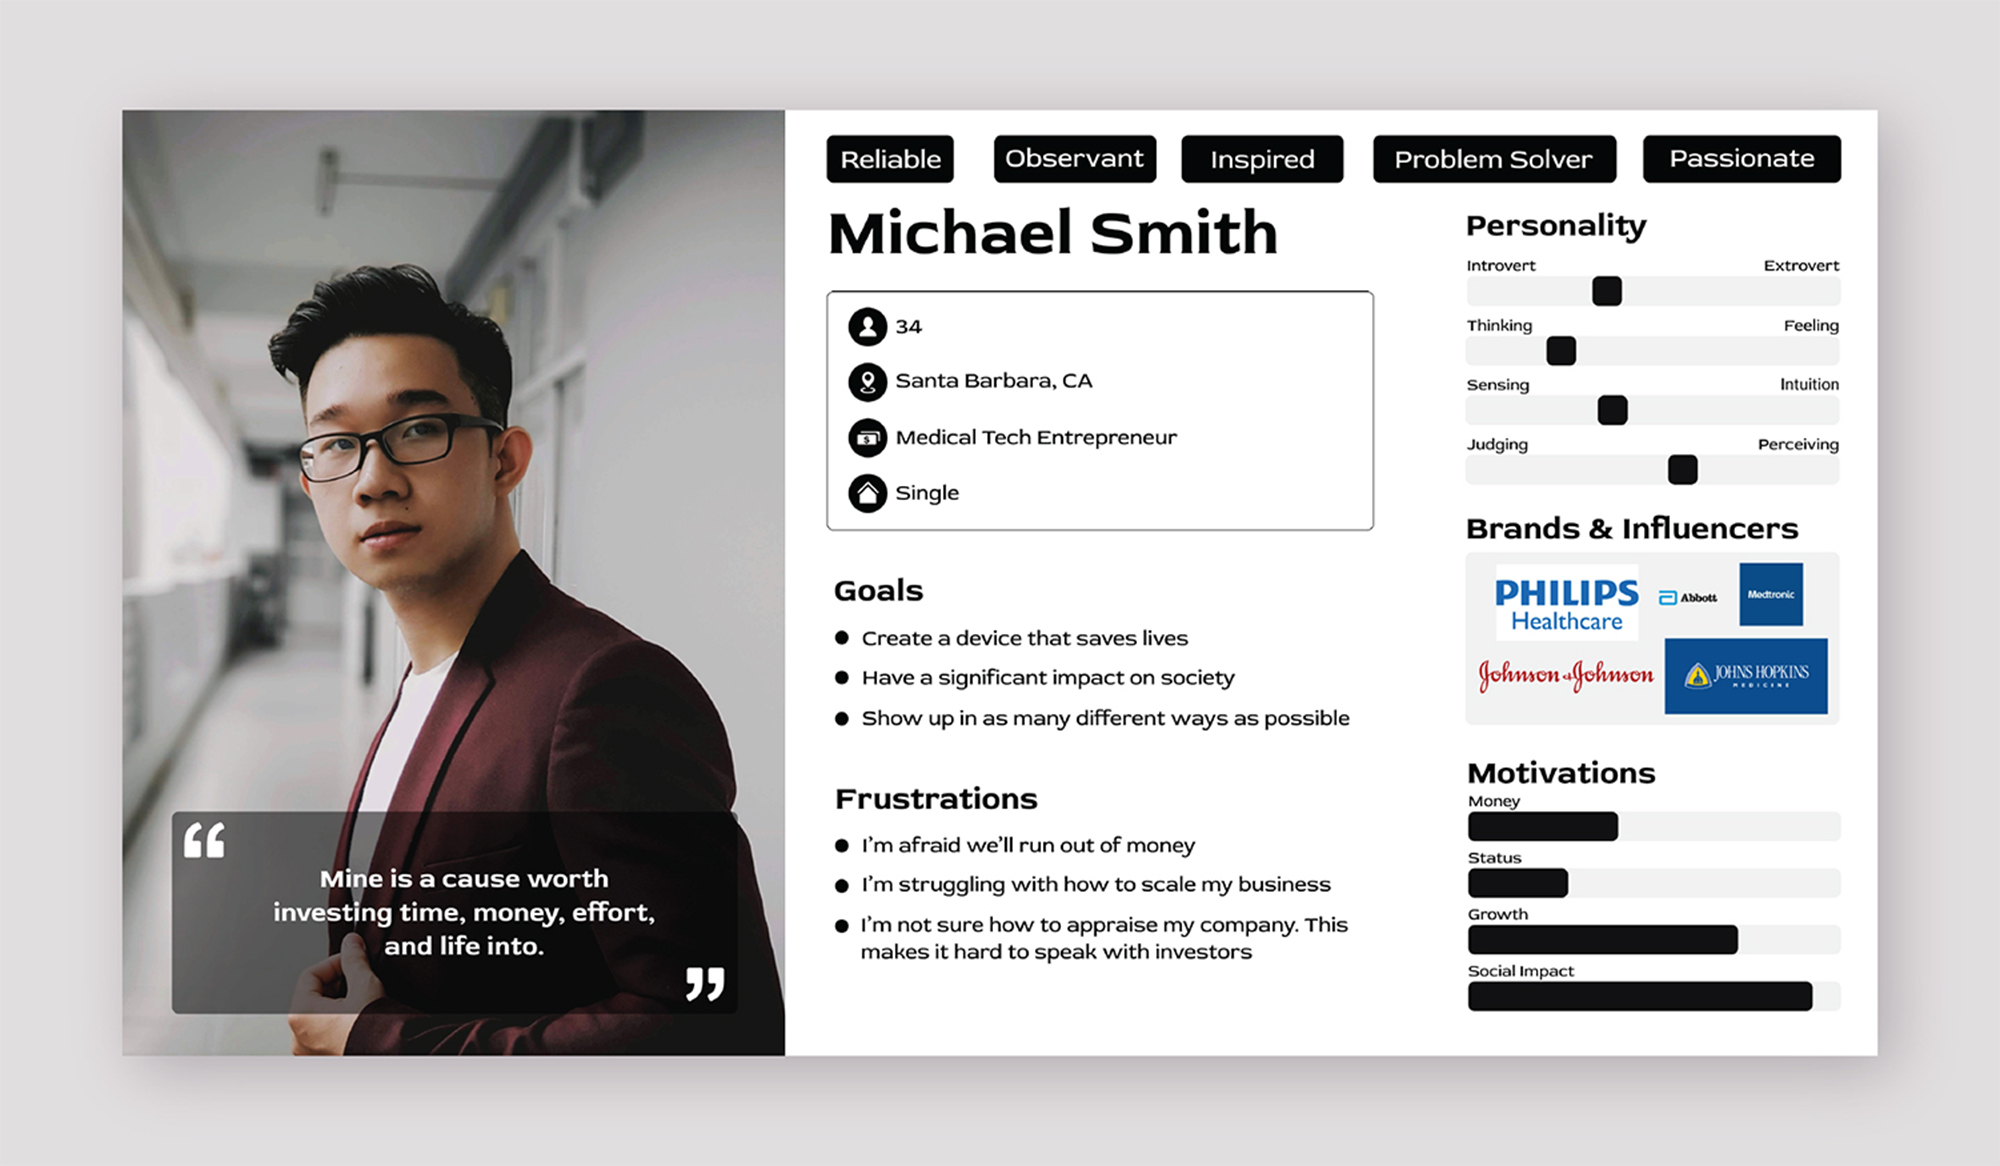 Reliable
Observant
Inspired
Problem Solver
Passionate
Michael Smith
34
Santa Barbara, CA
Medical Tech Entrepreneur
Single
Goals
Create a device that saves lives
Have a significant impact on society
Show up in as many different ways as possible
Frustrations
I’m afraid we’ll run out of money
I’m struggling with how to scale my business
I’m not sure how to appraise my company. This
makes it hard to speak with investors
Personality
Introvert Extrovert
Thinking Feeling
Sensing Intuition
Judging Perceiving
Brands & Influencers
PHILIPS
Healthcare
Abbott
Medtronic
Johnson & Johnson
JOHNS HOPKINS
MEDICINE
Motivations
Money
Status
Growth
Social Impact
“
Mine is a cause worth
investing time, money, effort,
and life into.
”